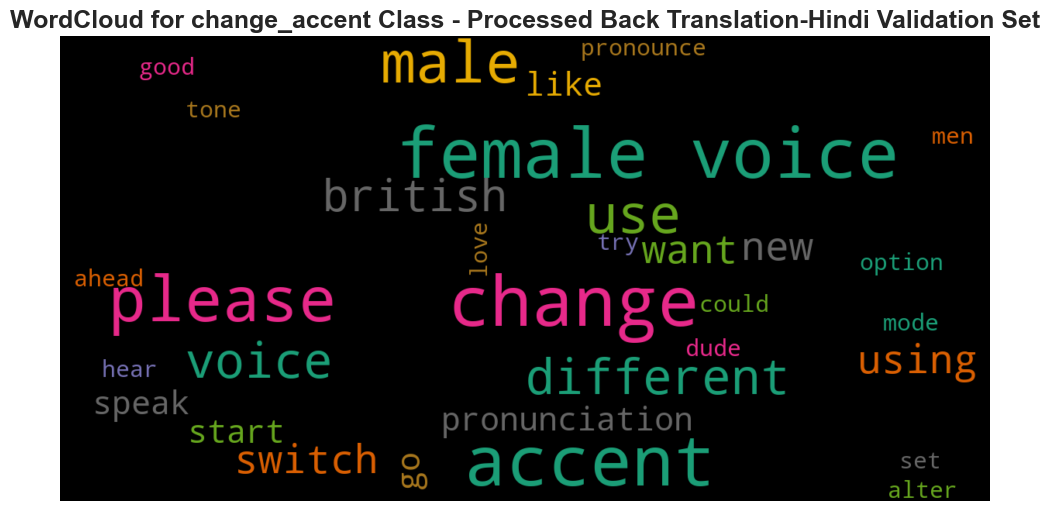 WordCloud for change_accent Class - Processed Back Translation-Hindi Validation Set
male
pronounce
good
like
tone
men
female voice
british
use
love
try
want
new
option
ahead
please
change
could
mode
dude
voice
hear
different
using
speak
pronunciation
start
switch
go
accent
set
alter